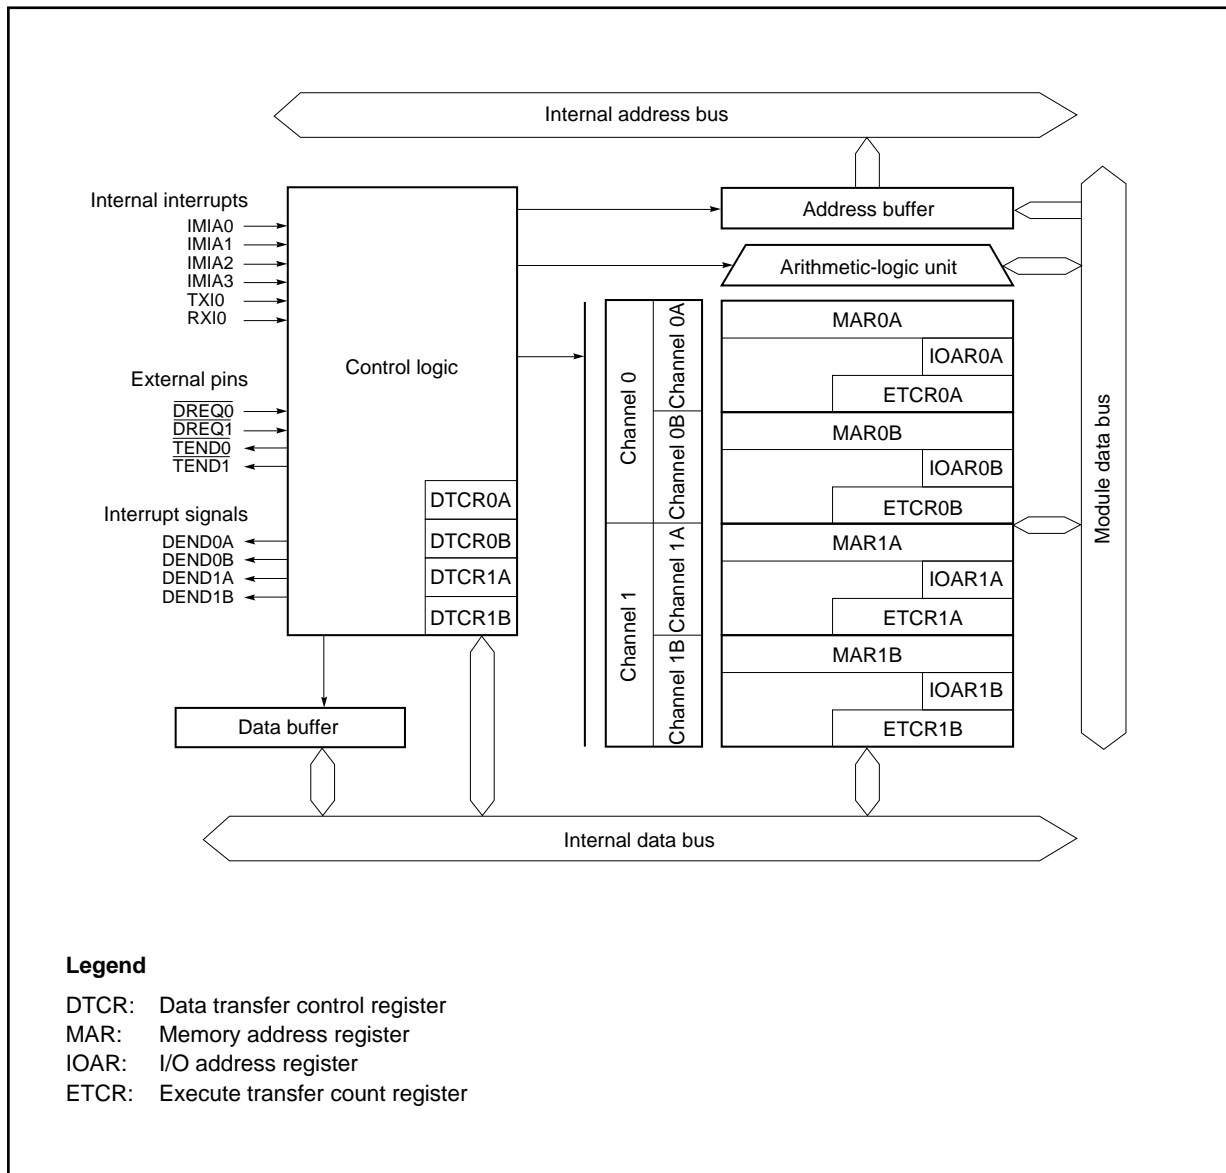 Internal address bus
Internal interrupts
IMIA0
IMIA1
IMIA2
IMIA3
TXI0
RXI0
External pins
DREQ0
DREQ1
TEND0
TEND1
Interrupt signals
DEND0A
DEND0B
DEND1A
DEND1B
Control logic
DTCR0A
DTCR0B
DTCR1A
DTCR1B
Data buffer
Address buffer
Arithmetic-logic unit
Channel 0
Channel 0A
Channel 0B
Channel 1
Channel 1A
Channel 1B
MAR0A
IOAR0A
ETCR0A
MAR0B
IOAR0B
ETCR0B
MAR1A
IOAR1A
ETCR1A
MAR1B
IOAR1B
ETCR1B
Module data bus
Internal data bus
Legend
DTCR: Data transfer control register
MAR: Memory address register
IOAR: I/O address register
ETCR: Execute transfer count register